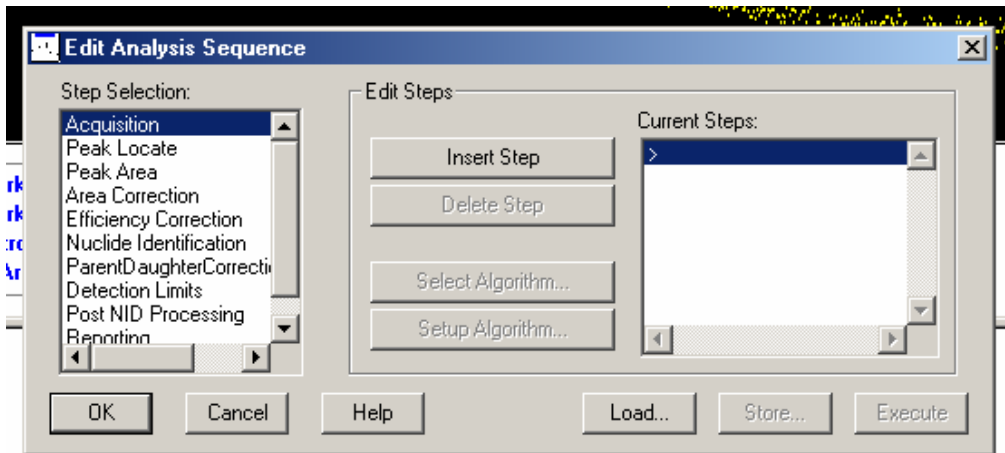 Edit Analysis Sequence
Step Selection:
Acquisition
Peak Locate
Peak Area
Area Correction
Efficiency Correction
Nuclide Identification
ParentDaughterCorrecti
Detection Limits
Post NID Processing
Reporting
Edit Steps
Insert Step
Delete Step
Select Algorithm...
Setup Algorithm...
Current Steps:
>
OK
Cancel
Help
Load...
Store...
Execute
rk
rk